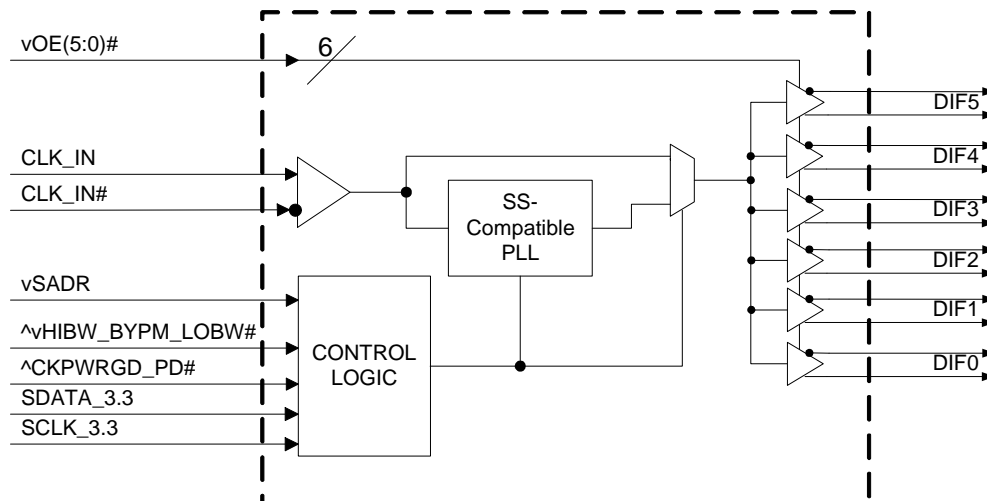 vOE(5:0)#
6
DIF5
CLK_IN
DIF4
CLK_IN#
SS-
Compatible
PLL
DIF3
DIF2
vSADR
DIF1
^vHIBW_BYPM_LOBW#
CONTROL
LOGIC
DIF0
^CKPWRGD_PD#
SDATA_3.3
SCLK_3.3